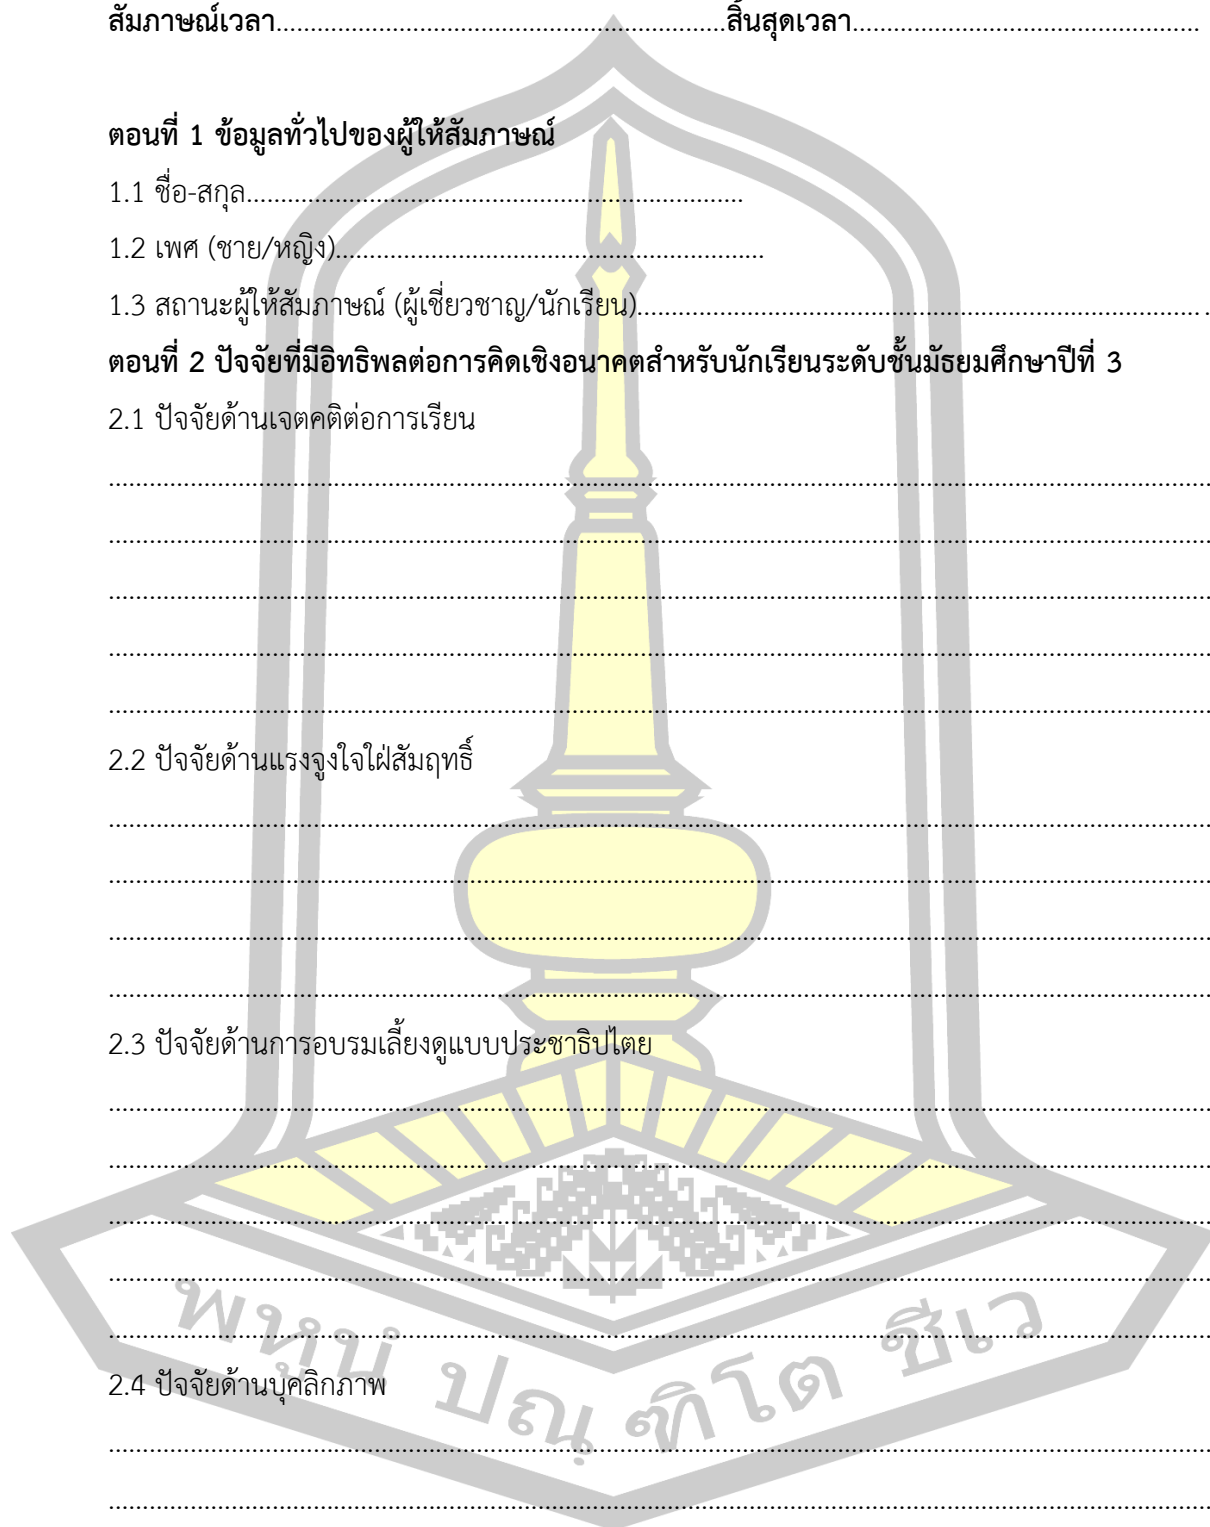 สัมภาษณ์เวลา..................................................................สิ้นสุดเวลา...................................................
ตอนที่ 1 ข้อมูลทั่วไปของผู้ให้สัมภาษณ์
1.1 ชื่อ-สกุล.........................................................................
1.2 เพศ (ชาย/หญิง)...............................................................
1.3 สถานะผู้ให้สัมภาษณ์ (ผู้เชี่ยวชาญ/นักเรียน)...................................................................................
ตอนที่ 2 ปัจจัยที่มีอิทธิพลต่อการคิดเชิงอนาคตสำหรับนักเรียนระดับชั้นมัธยมศึกษาปีที่ 3
2.1 ปัจจัยด้านเจตคติต่อการเรียน
2.2 ปัจจัยด้านแรงจูงใจใฝ่สัมฤทธิ์
2.3 ปัจจัยด้านการอบรมเลี้ยงดูแบบประชาธิปไตย
2.4 ปัจจัยด้านบุคลิกภาพ
พหูนํ ปณฺฑิโต ชีเว